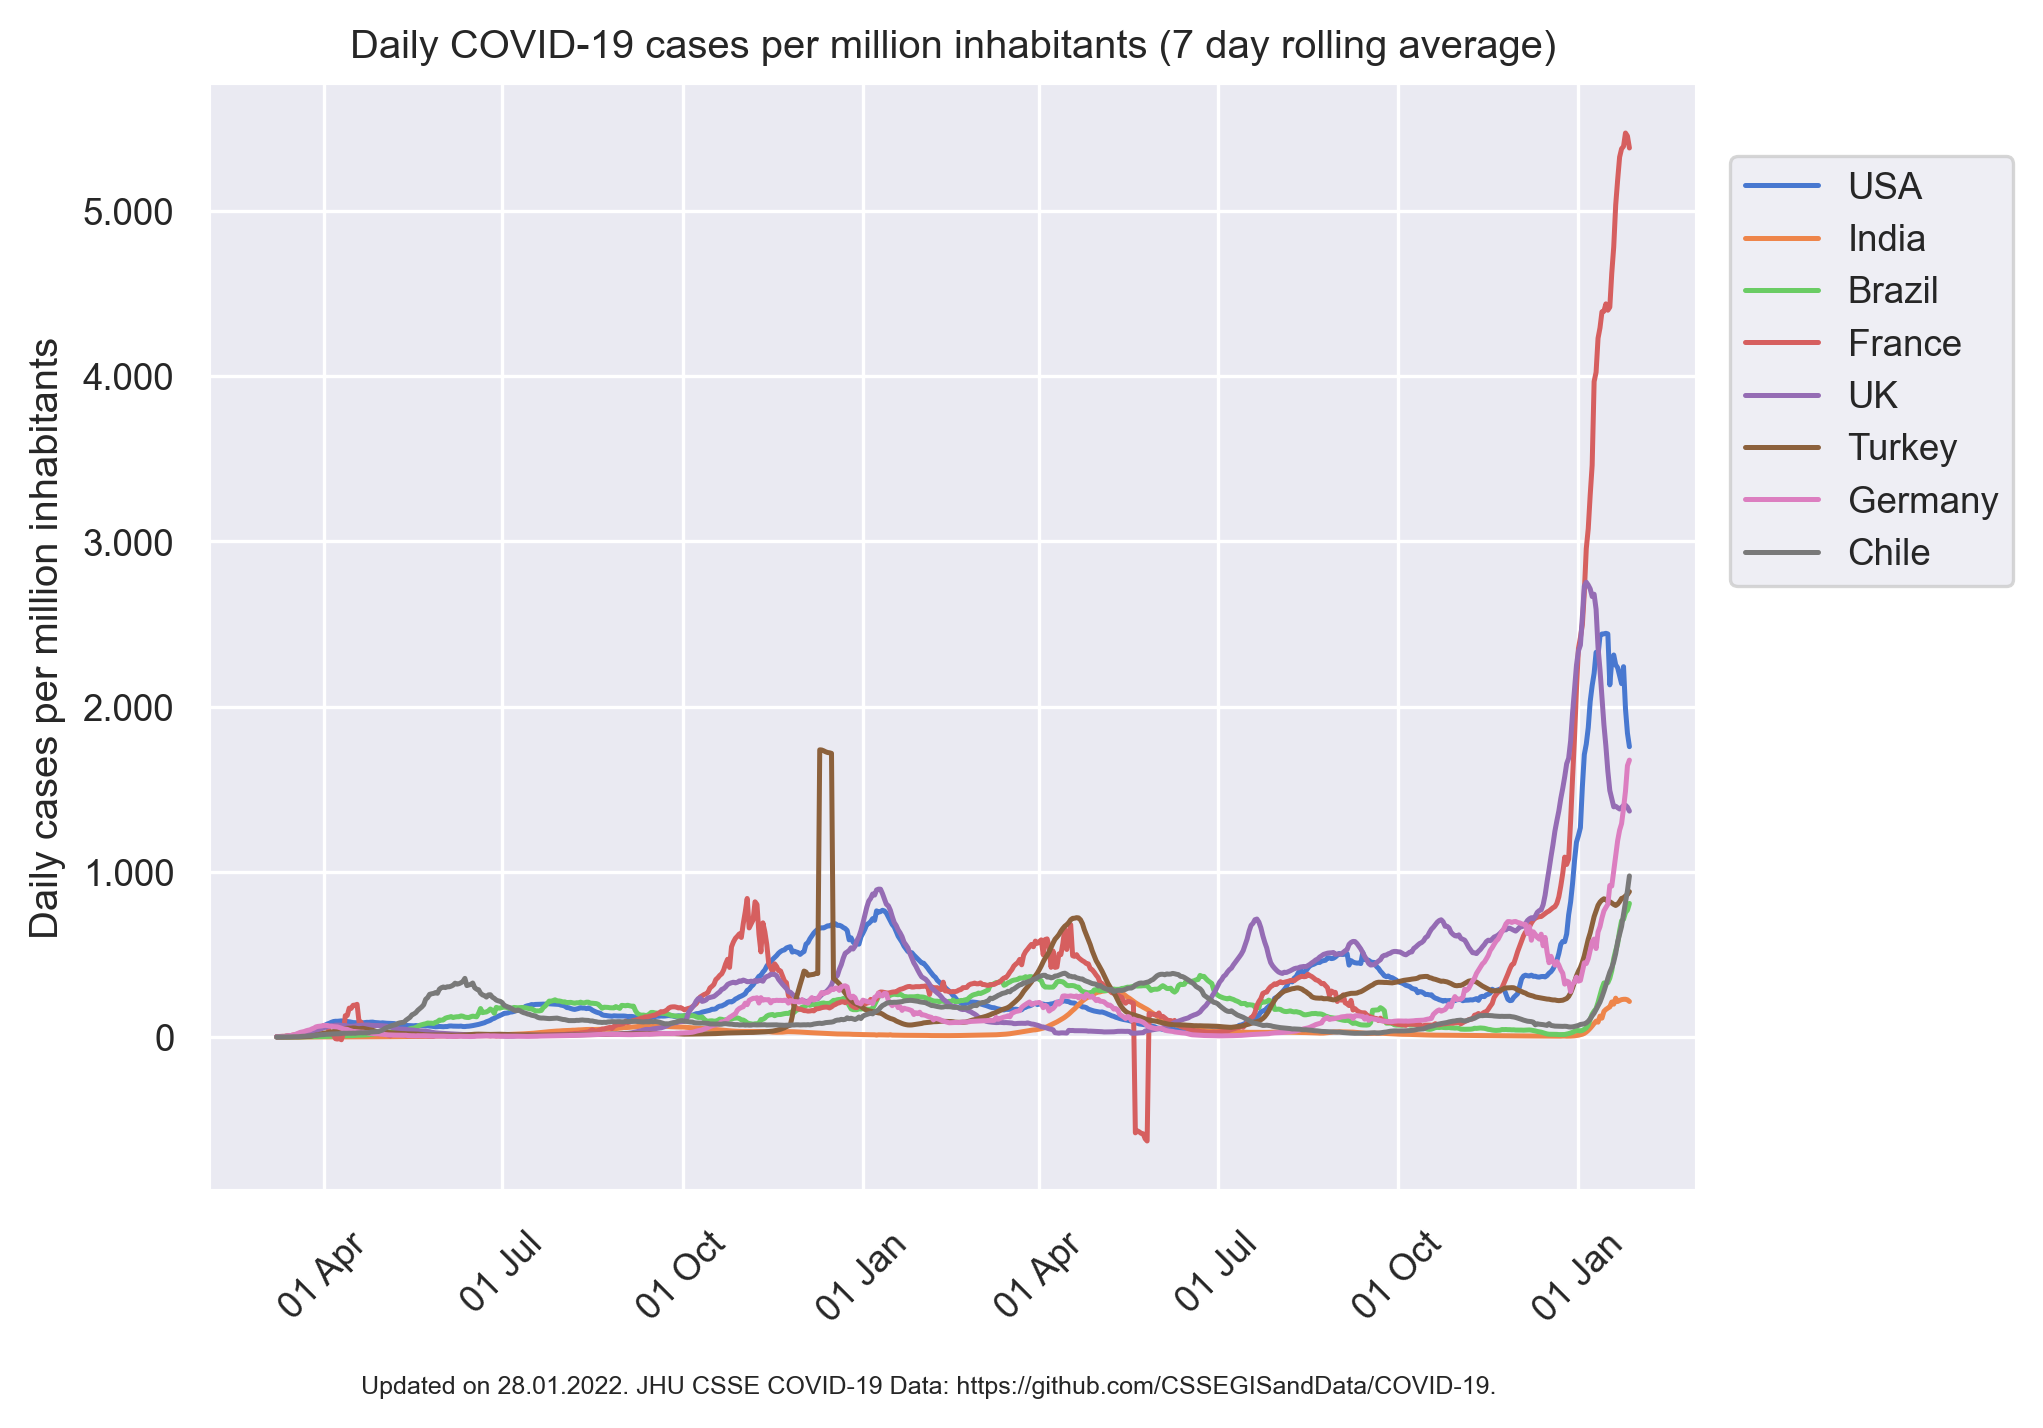 Daily COVID-19 cases per million inhabitants (7 day rolling average)
Daily cases per million inhabitants
5.000
4.000
3.000
2.000
1.000
0
01 Apr
01 Jul
01 Oct
01 Jan
01 Apr
01 Jul
01 Oct
01 Jan
USA
India
Brazil
France
UK
Turkey
Germany
Chile
Updated on 28.01.2022. JHU CSSE COVID-19 Data: https://github.com/CSSEGISandData/COVID-19.